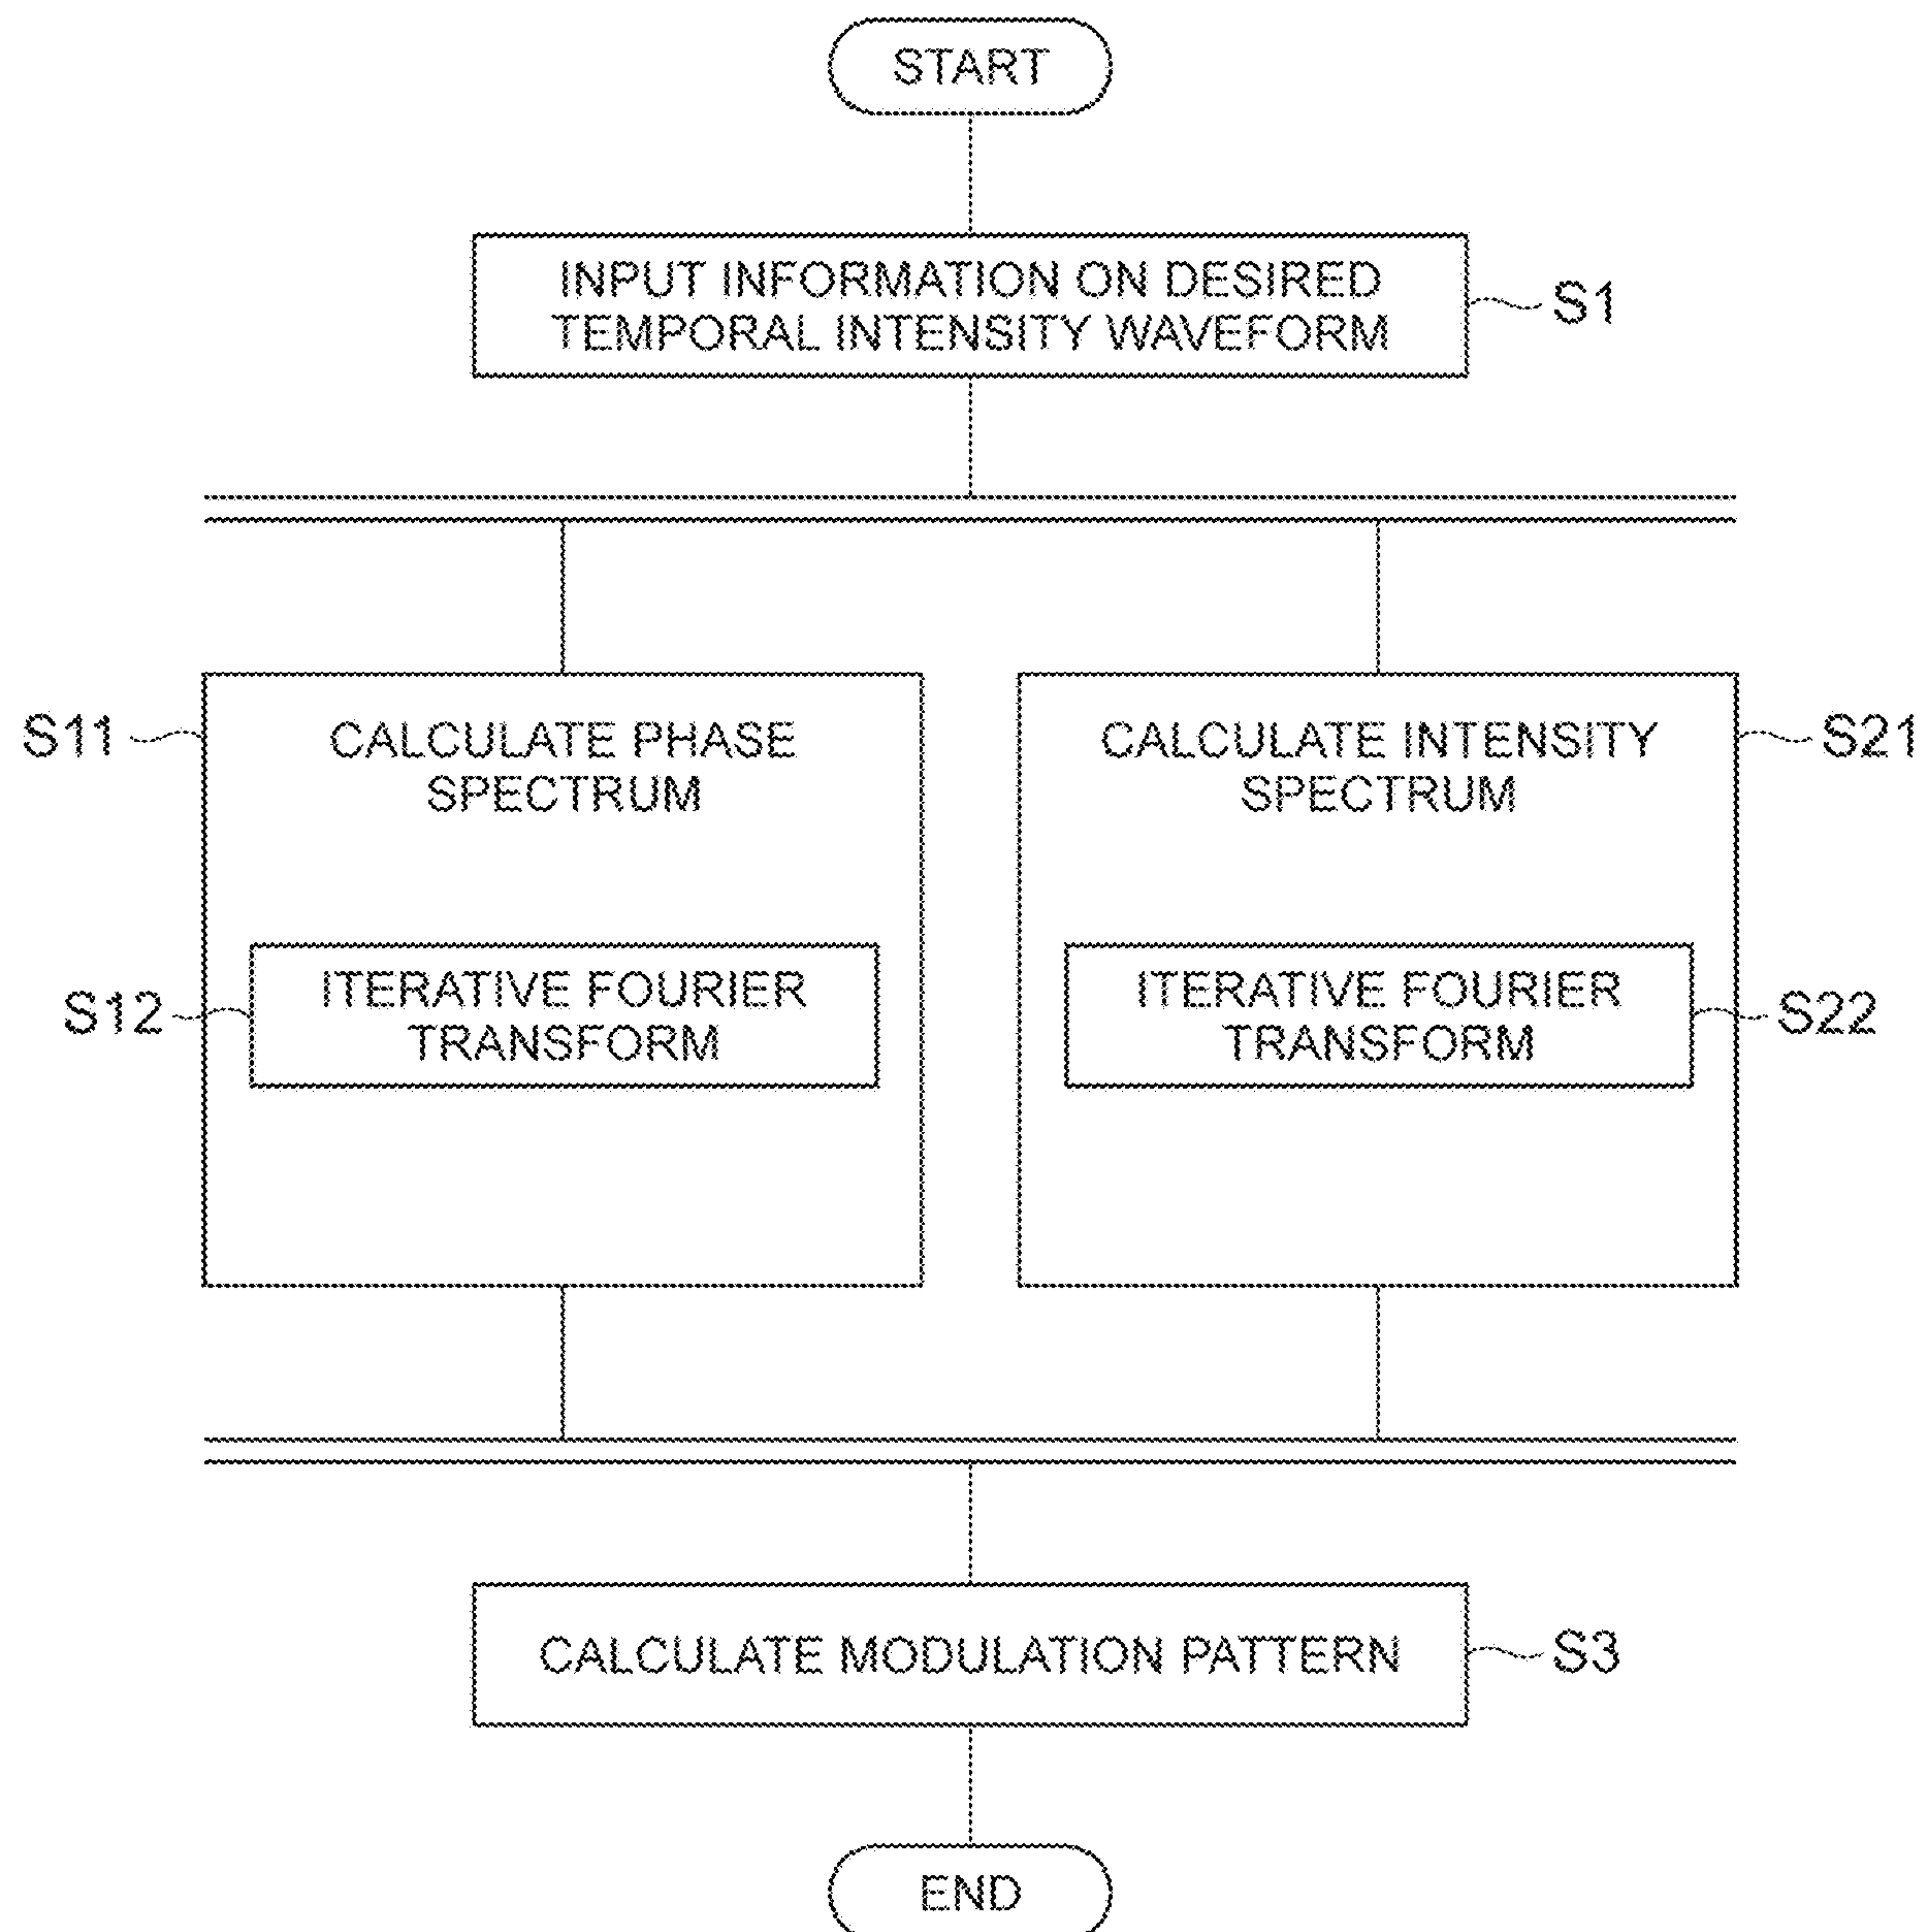 START
INPUT INFORMATION ON DESIRED
TEMPORAL INTENSITY WAVEFORM
S1
S11
CALCULATE PHASE
SPECTRUM
CALCULATE INTENSITY
SPECTRUM
S21
S12
ITERATIVE FOURIER
TRANSFORM
ITERATIVE FOURIER
TRANSFORM
S22
CALCULATE MODULATION PATTERN
S3
END